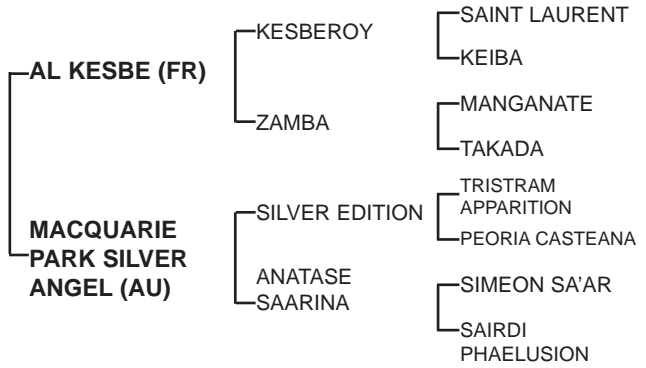 SAINT LAURENT
KESBEROY
KEIBA
AL KESBE (FR)
MANGANATE
ZAMBA
TAKADA
TRISTRAM
APPARITION
SILVER EDITION
PEORIA CASTEANA
MACQUARIE
PARK SILVER
ANGEL (AU)
ANATASE
SAARINA
SIMEON SA'AR
SAIRDI
PHAELUSION